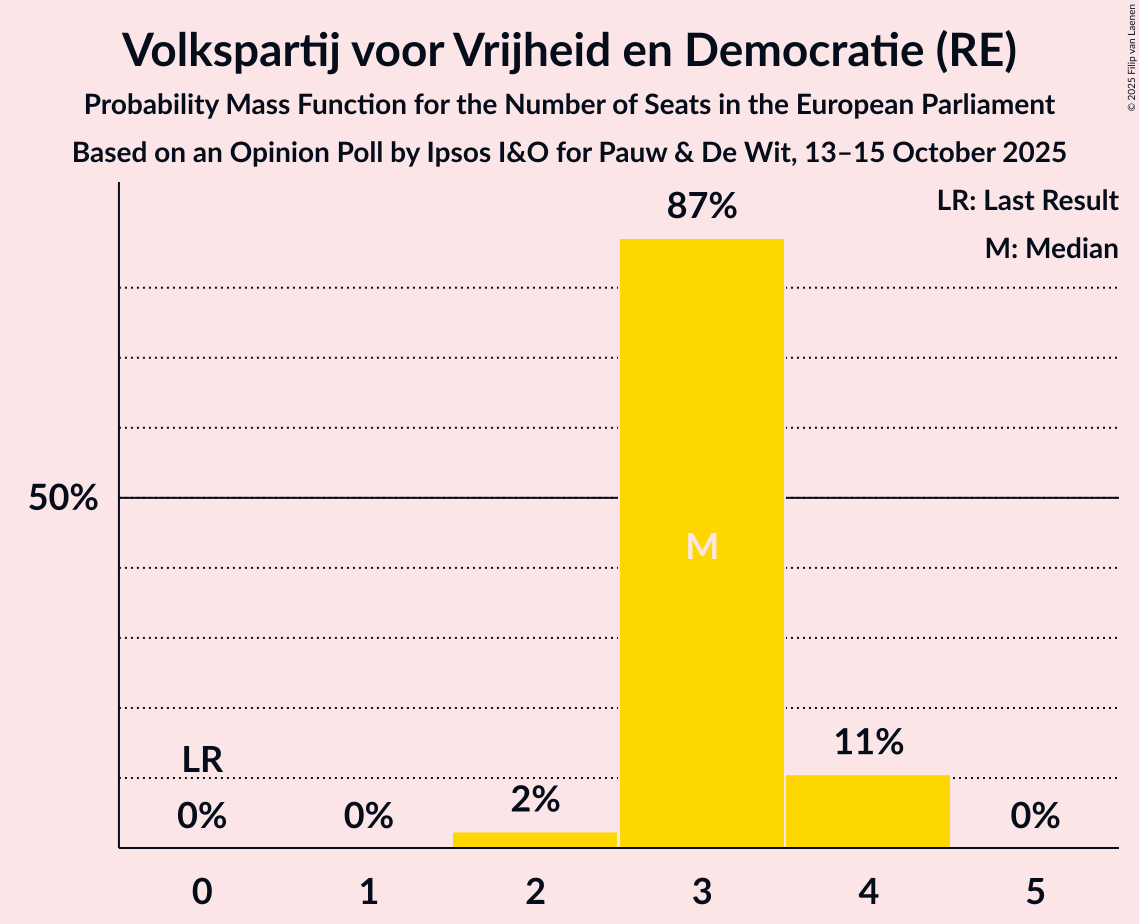 Volkspartij voor Vrijheid en Democratie (RE)
Probability Mass Function for the Number of Seats in the European Parliament
Based on an Opinion Poll by Ipsos I&O for Pauw & De Wit, 13–15 October 2025
© 2025 Filip van Laenen
LR: Last Result
M: Median
87%
50%
M
LR
11%
2%
0%
0%
0%
0
1
2
3
4
5